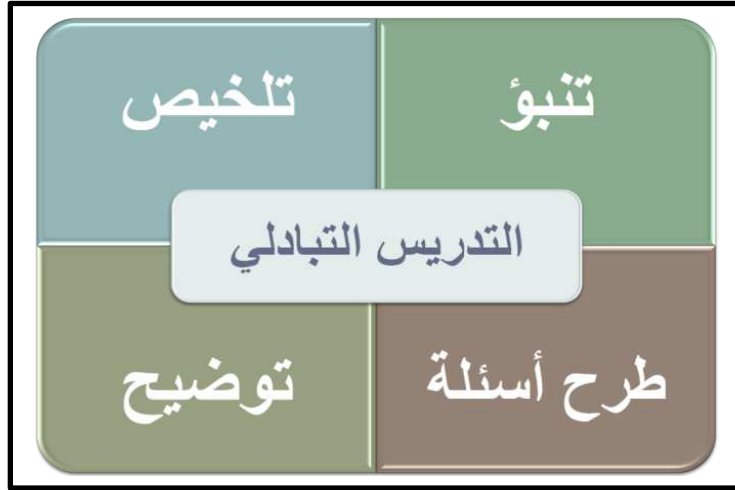 تنبؤ
تلخيص
التدريس التبادلي
طرح أسئلة
توضيح